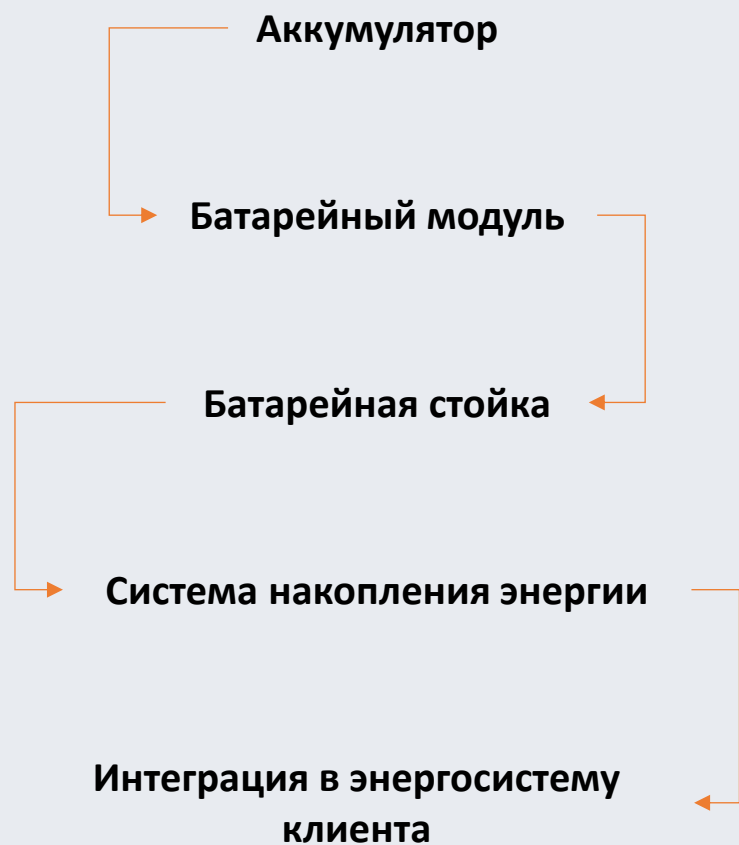 Аккумулятор
Батарейный модуль
Батарейная стойка
Система накопления энергии
Интеграция в энергосистему
клиента